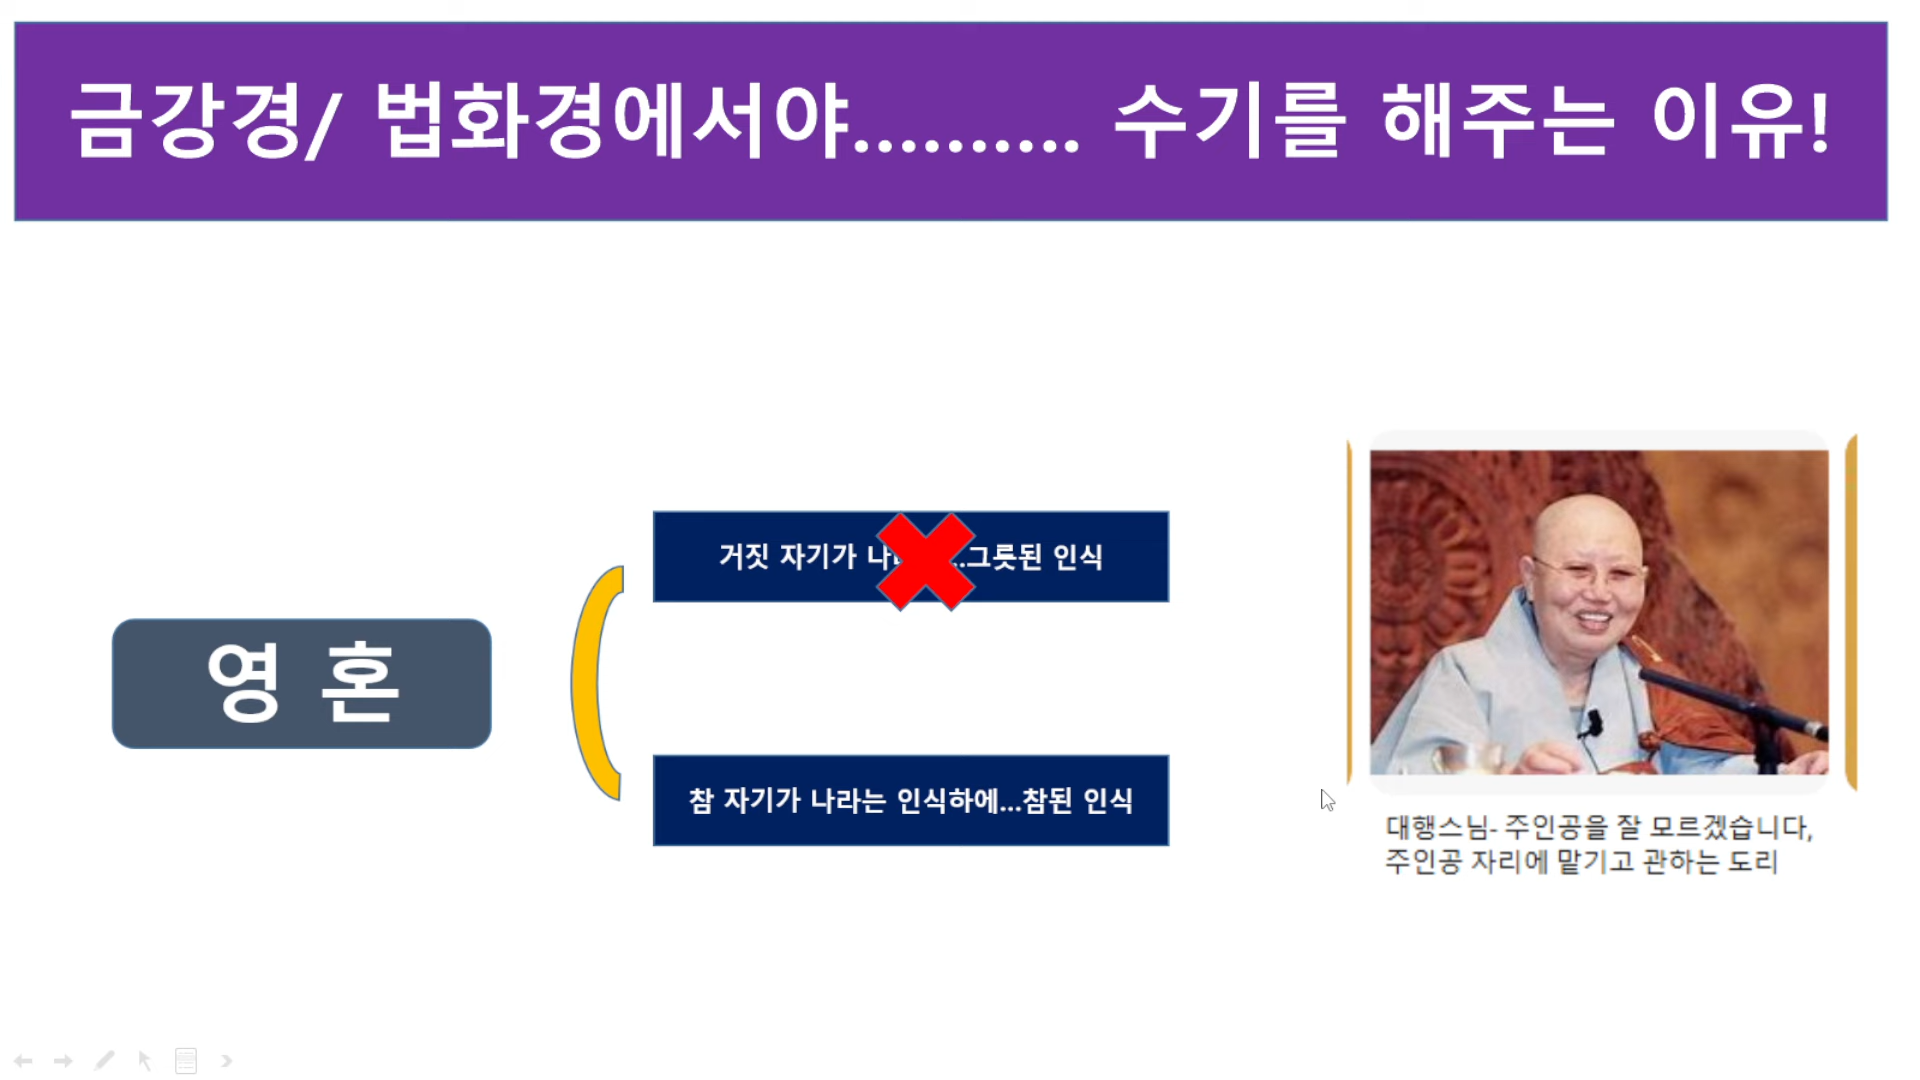 금강경/ 법화경에서야.......... 수기를 해주는 이유!
거짓 자기가 나 ..그릇된 인식
영 혼
참 자기가 나라는 인식하에...참된 인식
대행스님- 주인공을 잘 모르겠습니다,
주인공 자리에 맡기고 관하는 도리